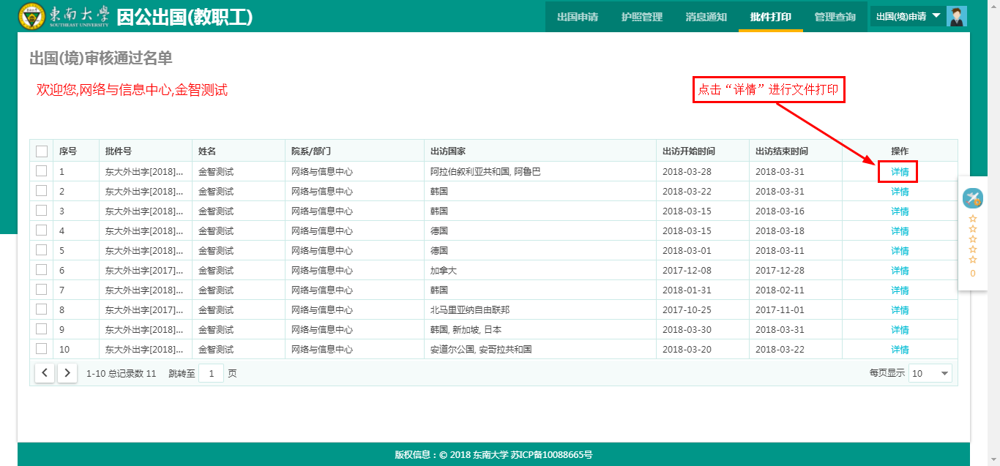 東南大學 因公出国(教职工) 出国申请 护照管理 消息通知 批件打印 管理查询 出国(境)申请
SOUTHEAST UNIVERSITY
出国(境)审核通过名单
欢迎您,网络与信息中心,金智测试
点击“详情”进行文件打印
序号 批件号 姓名 院系/部门 出访国家 出访开始时间 出访结束时间 操作
1 东大外出字[2018]... 金智测试 网络与信息中心 阿拉伯叙利亚共和国, 阿鲁巴 2018-03-28 2018-03-31 详情
2 东大外出字[2018]... 金智测试 网络与信息中心 韩国 2018-03-22 2018-03-31 详情
3 东大外出字[2018]... 金智测试 网络与信息中心 韩国 2018-03-15 2018-03-16 详情
4 东大外出字[2018]... 金智测试 网络与信息中心 德国 2018-03-15 2018-03-18 详情
5 东大外出字[2018]... 金智测试 网络与信息中心 德国 2018-03-01 2018-03-11 详情
6 东大外出字[2017]... 金智测试 网络与信息中心 加拿大 2017-12-08 2017-12-28 详情
7 东大外出字[2018]... 金智测试 网络与信息中心 韩国 2018-01-31 2018-02-11 详情
8 东大外出字[2017]... 金智测试 网络与信息中心 北马里亚纳自由联邦 2017-10-25 2017-11-01 详情
9 东大外出字[2018]... 金智测试 网络与信息中心 韩国, 新加坡, 日本 2018-03-30 2018-03-31 详情
10 东大外出字[2018]... 金智测试 网络与信息中心 安道尔公国, 安哥拉共和国 2018-03-20 2018-03-22 详情
0
1-10 总记录数 11 跳转至 1 页 每页显示 10
版权信息：© 2018 东南大学 苏ICP备10088665号